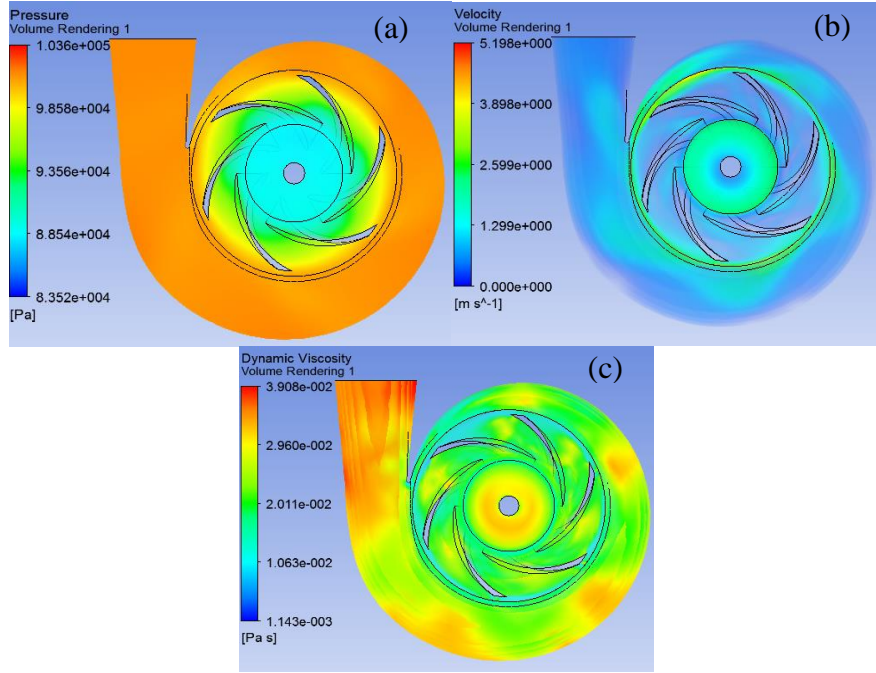 Pressure
Volume Rendering 1
(a)
1.036e+005
9.858e+004
9.356e+004
8.854e+004
8.352e+004
[Pa]
Velocity
Volume Rendering 1
(b)
5.198e+000
3.898e+000
2.599e+000
1.299e+000
0.000e+000
[m s^-1]
Dynamic Viscosity
Volume Rendering 1
(c)
3.908e-002
2.960e-002
2.011e-002
1.063e-002
1.143e-003
[Pa s]